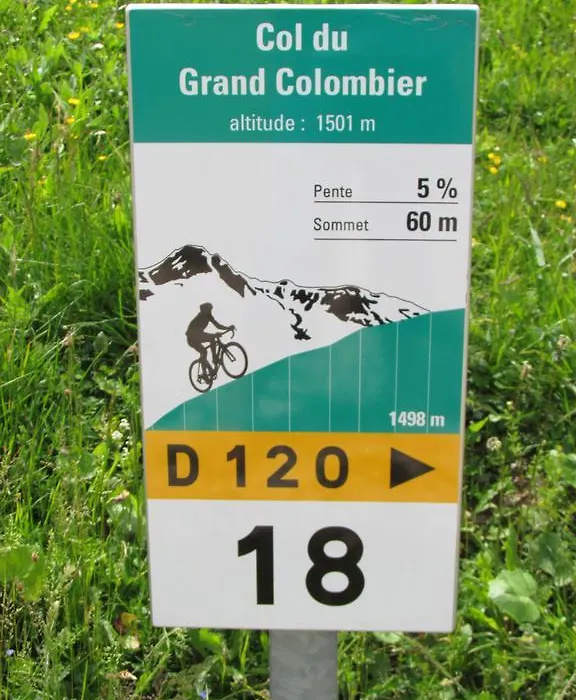 Col du
Grand Colombier
altitude : 1501 m
Pente 5 %
Sommet 60 m
1498 m
D 120
18